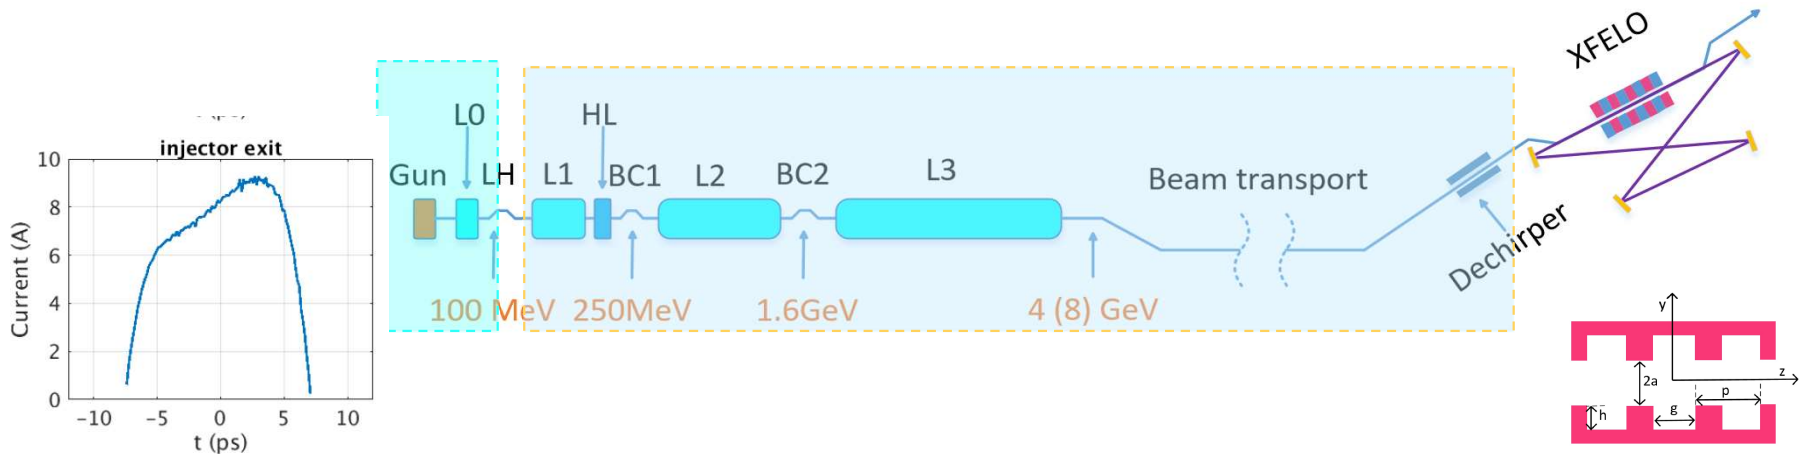 injector exit
10
8
6
4
2
0
Current (A)
-10 -5 0 5 10
t (ps)
Gun
L0
LH
L1
HL
BC1
L2
BC2
L3
100 MeV
250MeV
1.6GeV
4 (8) GeV
Beam transport
Dechirper
XFELO
y
z
2a
p
g
h